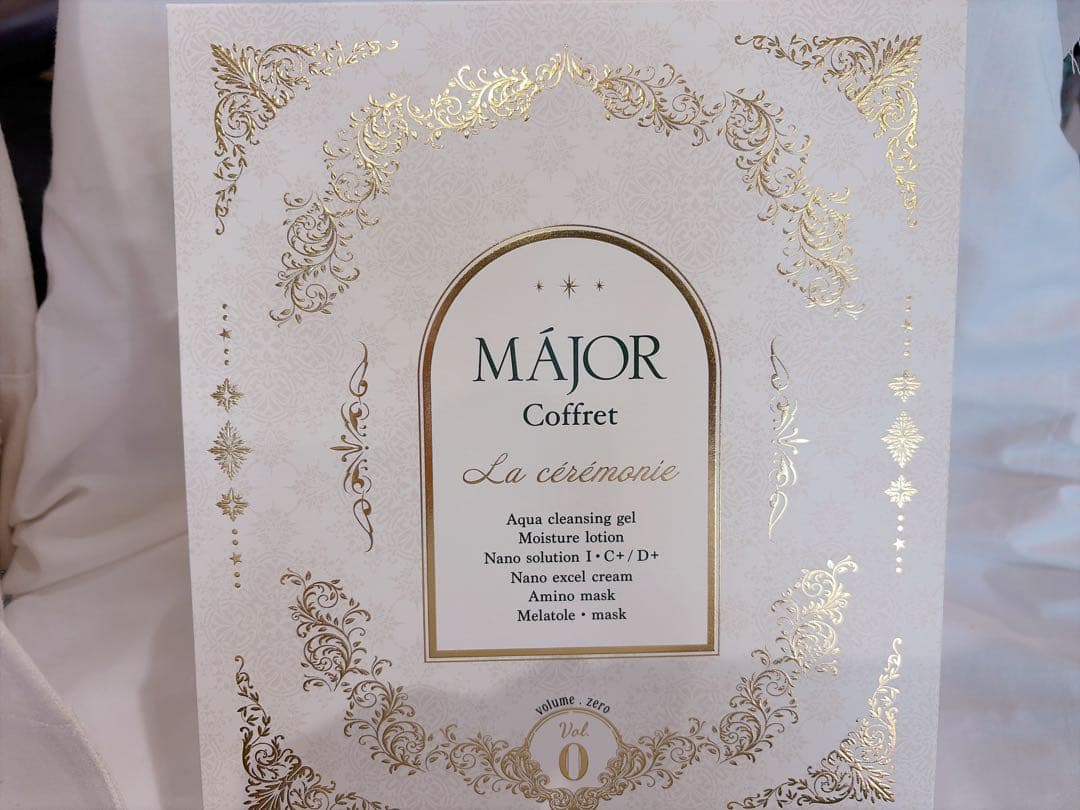 MÁJOR
Coffret
La cérémonie
Aqua cleansing gel
Moisture lotion
Nano solution I・C+/D+
Nano excel cream
Amino mask
Melatole・mask
volume . zero
Vol.
0